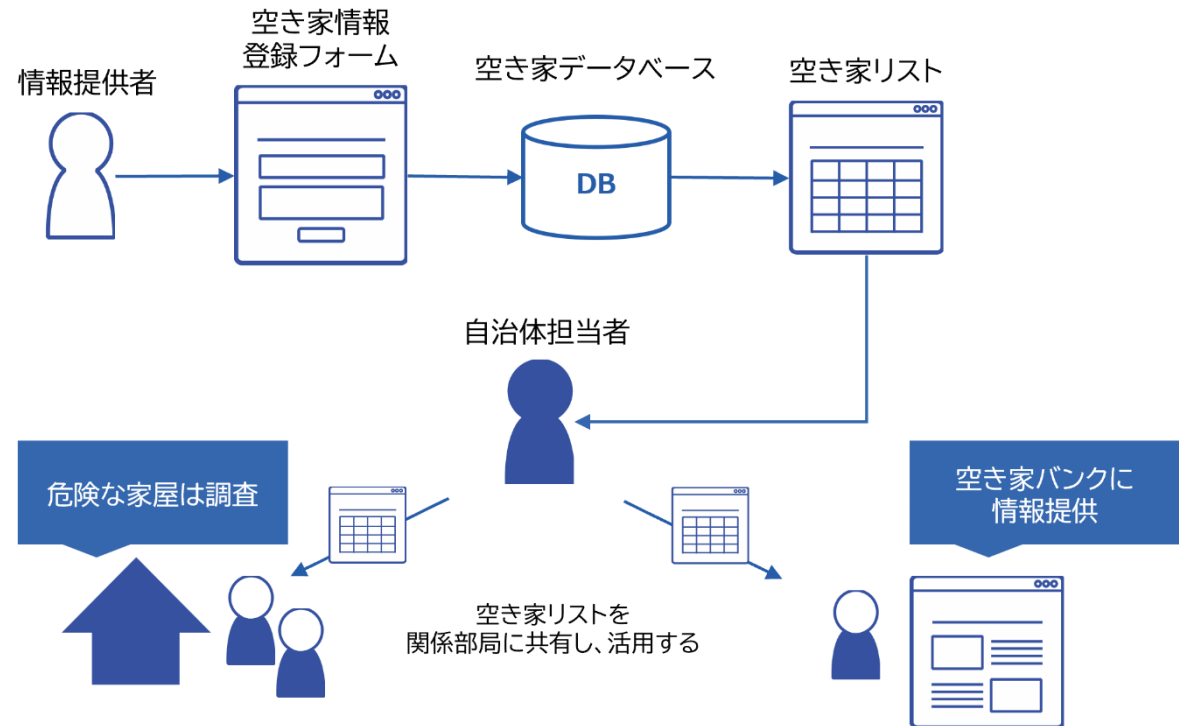 空き家情報
登録フォーム
情報提供者
空き家データベース
空き家リスト
DB
自治体担当者
危険な家屋は調査
空き家バンクに
情報提供
空き家リストを
関係部局に共有し、活用する